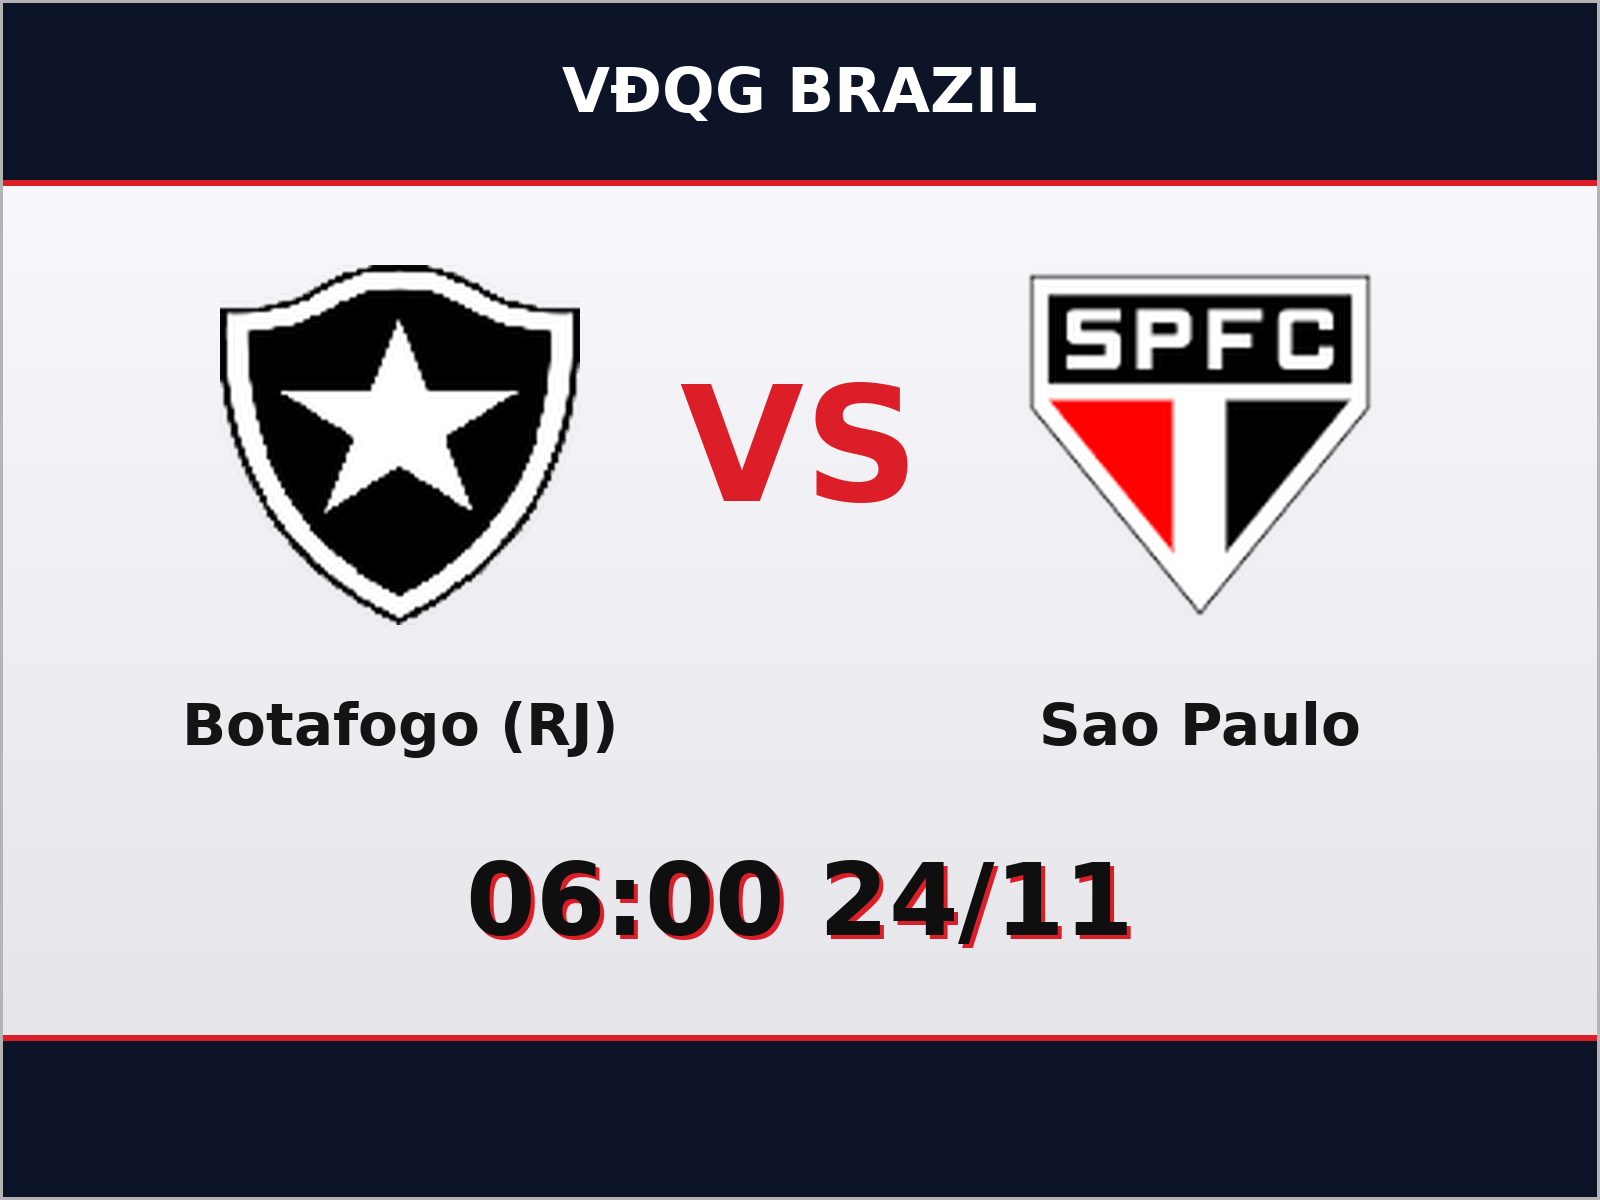 VĐQG BRAZIL
SPFC
VS
Botafogo (RJ)
Sao Paulo
06:00 24/11